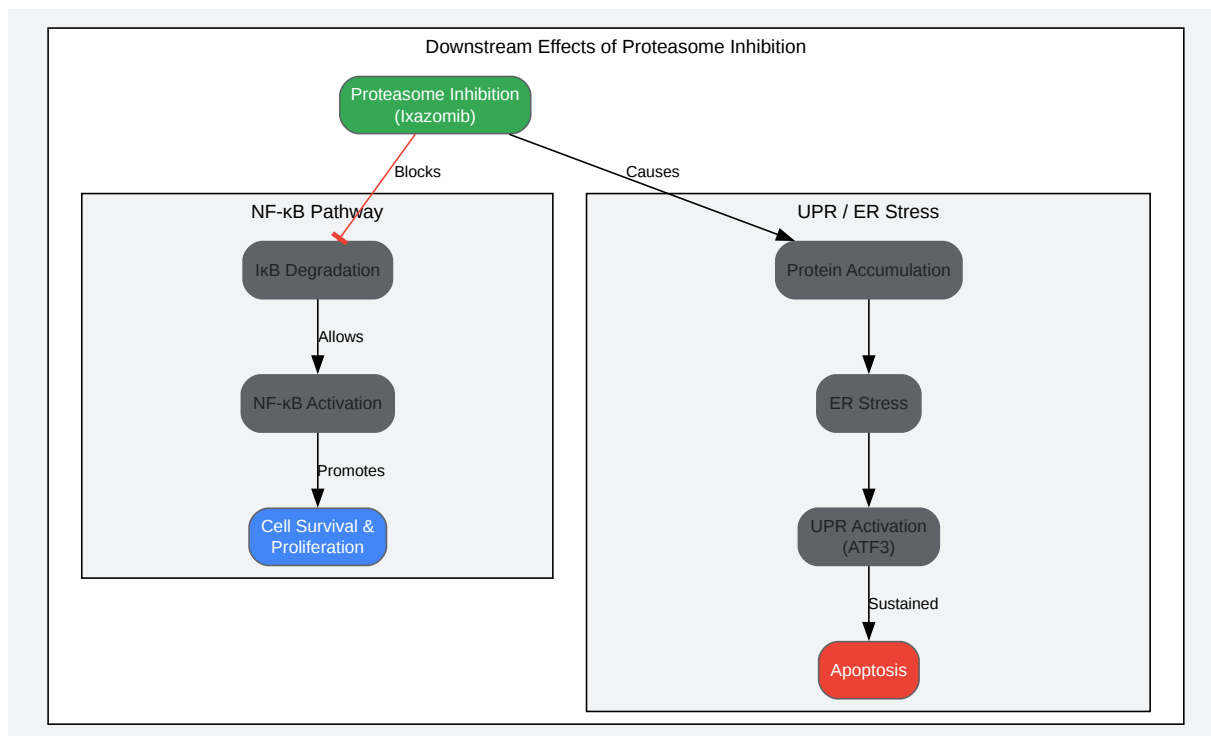 Downstream Effects of Proteasome Inhibition
Proteasome Inhibition
(Ixazomib)
Blocks
Causes
NF-κB Pathway
IκB Degradation
Allows
NF-κB Activation
Promotes
Cell Survival &
Proliferation
UPR / ER Stress
Protein Accumulation
ER Stress
UPR Activation
(ATF3)
Sustained
Apoptosis